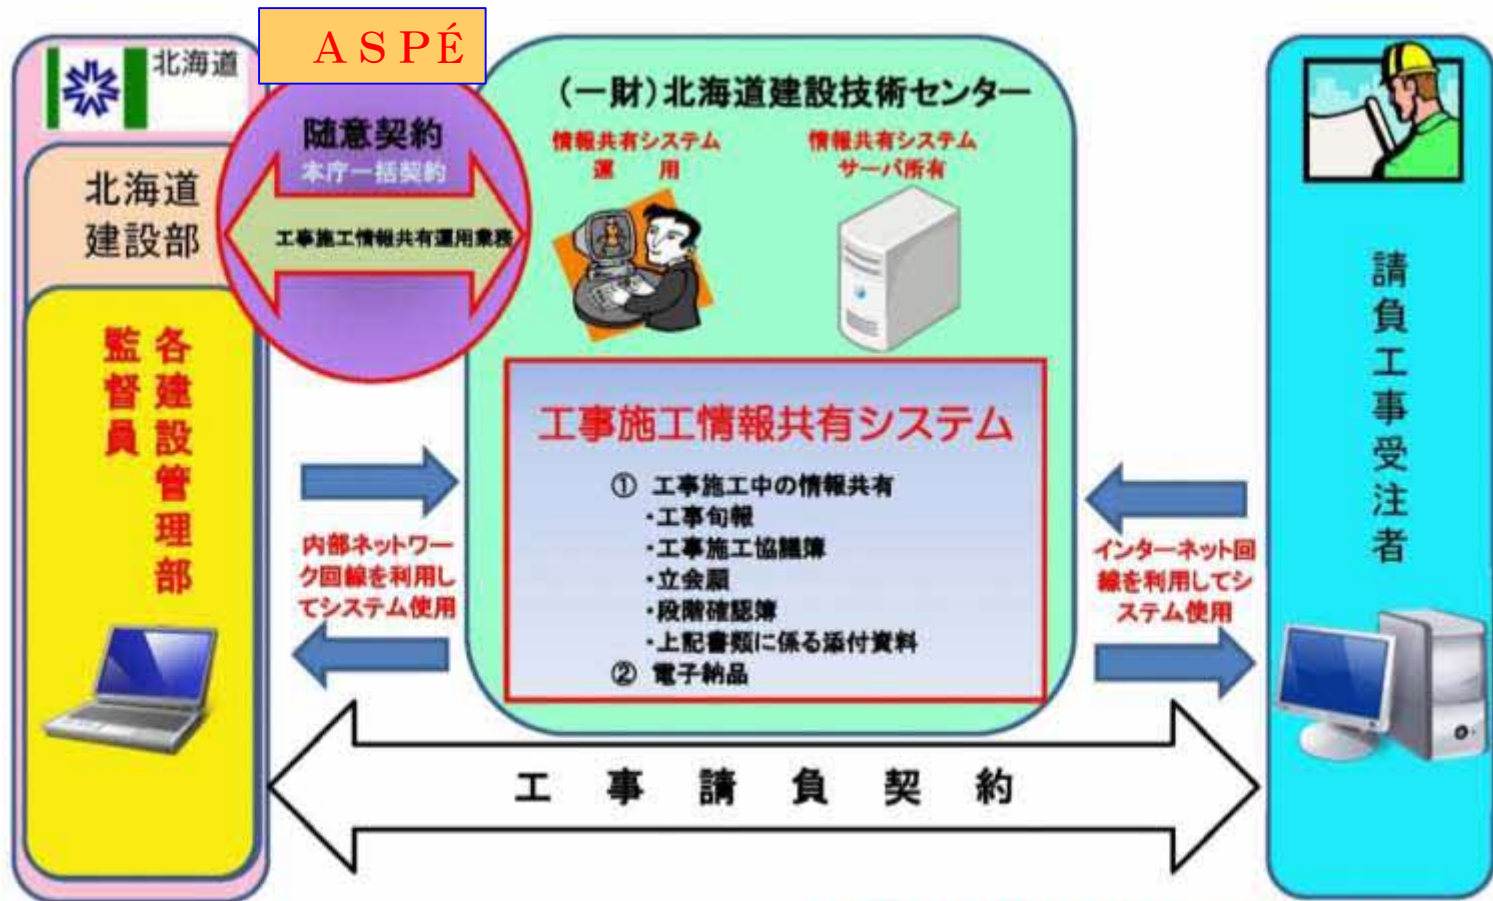 北海道
ASPÉ
北海道
建設部
各建設管理部
監督員
随意契約
本庁一括契約
工事施工情報共有運用業務
(一財)北海道建設技術センター
情報共有システム
運 用
情報共有システム
サーバ所有
工事施工情報共有システム
① 工事施工中の情報共有
・工事旬報
・工事施工協議簿
・立会願
・段階確認簿
・上記書類に係る添付資料
② 電子納品
内部ネットワー
ク回線を利用し
てシステム使用
インターネット回
線を利用してシ
ステム使用
請負工事受注者
工 事 請 負 契 約